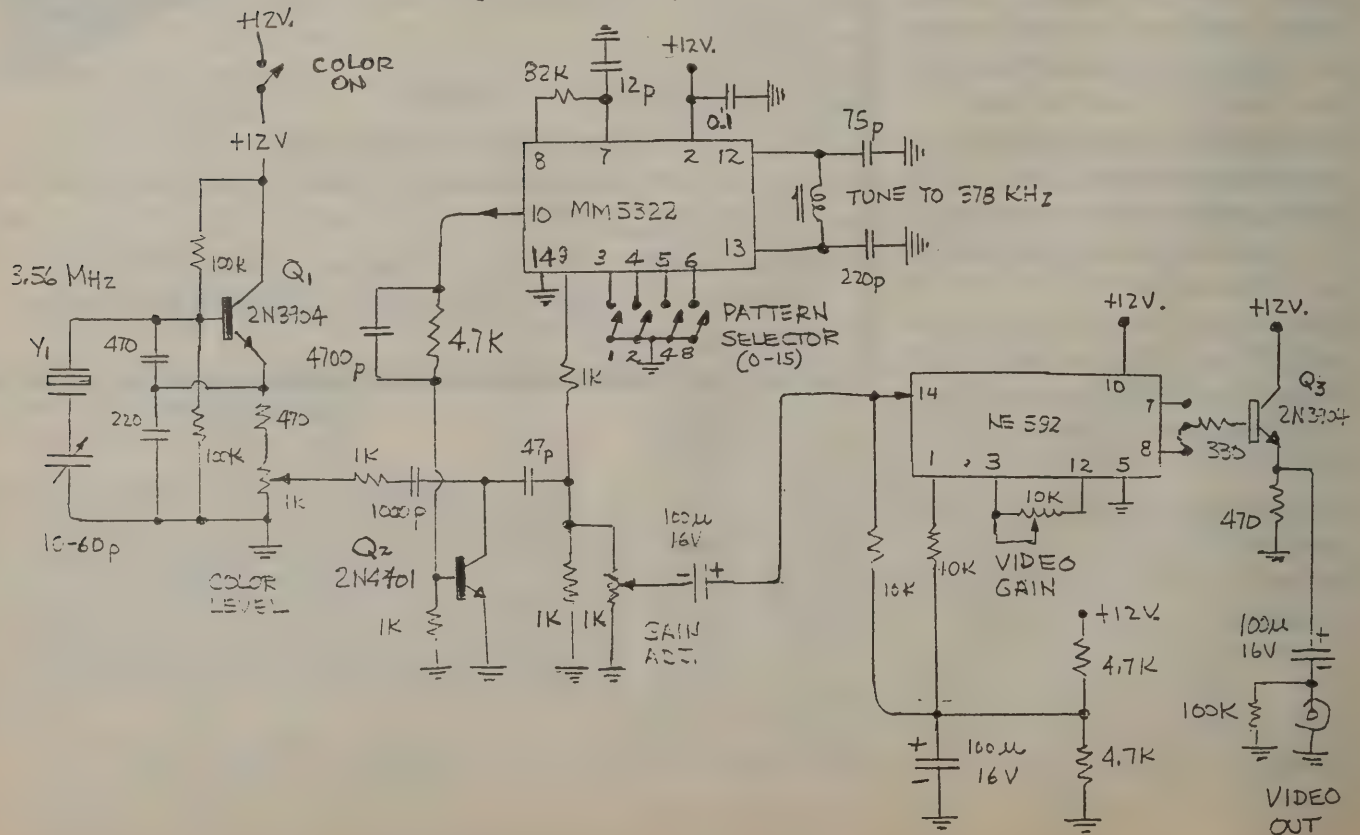 +12V.
COLOR
ON
+12V
100K
Q1
2N3704
3.56 MHz
Y1
470
220
100K
470
1K
10-60p
COLOR
LEVEL
82K
12p
+12V.
0.1
8
7
2
12
MM5322
10
14
9
3
4
5
6
13
75p
TUNE TO 378 KHz
220p
PATTERN
SELECTOR
(0-15)
1
2
4
8
4700p
4.7K
1K
1K
1000p
47p
Q2
2N4701
1K
1K
1K
GAIN
100µ
16V
- +
+12V.
14
10
NE 592
7
8
1
3
12
5
10K
VIDEO
GAIN
10K
10K
330
+12V.
Q3
2N3704
470
+12V.
4.7K
4.7K
+
-
100µ
16V
100µ
16V
+
-
100K
VIDEO
OUT